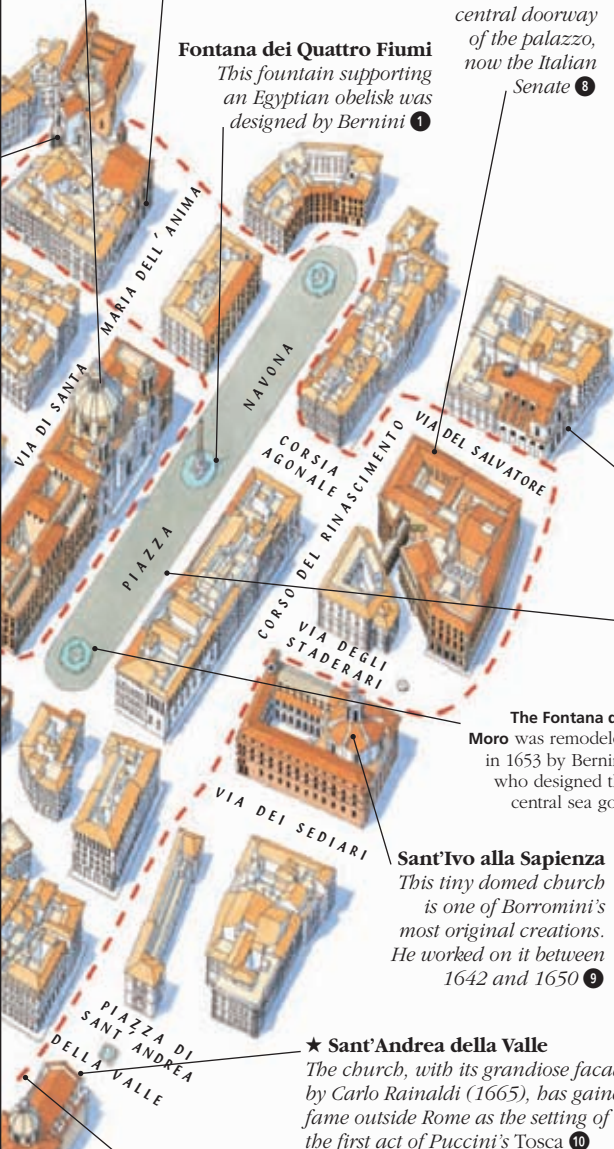 central doorway
of the palazzo,
now the Italian
Senate 8
Fontana dei Quattro Fiumi
This fountain supporting
an Egyptian obelisk was
designed by Bernini 1
VIA DI SANTA MARIA DELL´ANIMA
PIAZZA NAVONA
CORSIA
AGONALE
CORSO DEL RINASCIMENTO
VIA DEL SALVATORE
VIA DEGLI
STADERARI
The Fontana d
Moro was remodele
in 1653 by Bernin
who designed th
central sea go
VIA DEI SEDIARI
Sant'Ivo alla Sapienza
This tiny domed church
is one of Borromini's
most original creations.
He worked on it between
1642 and 1650 9
PIAZZA DI
SANT´ANDREA
DELLA VALLE
★ Sant'Andrea della Valle
The church, with its grandiose facad
by Carlo Rainaldi (1665), has gaine
fame outside Rome as the setting of
the first act of Puccini's Tosca 10